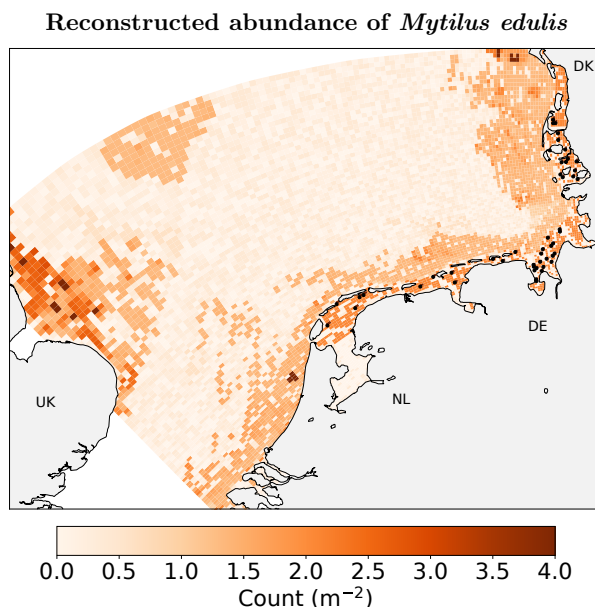 Reconstructed abundance of Mytilus edulis
DK
DE
NL
UK
0.0 0.5 1.0 1.5 2.0 2.5 3.0 3.5 4.0
Count (m⁻²)